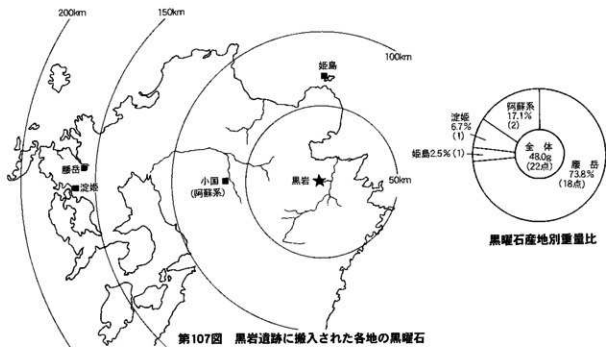 200km
150km
100km
50km
姫島
腰岳
淀姫
小国
(阿蘇系)
黒岩
阿蘇系
17.1%
(2)
淀姫
6.7%
(1)
姫島2.5%(1)
全体
48.0g
(22点)
腰岳
73.8%
(18点)
黒曜石産地別重量比
第107図 黒岩遺跡に搬入された各地の黒曜石